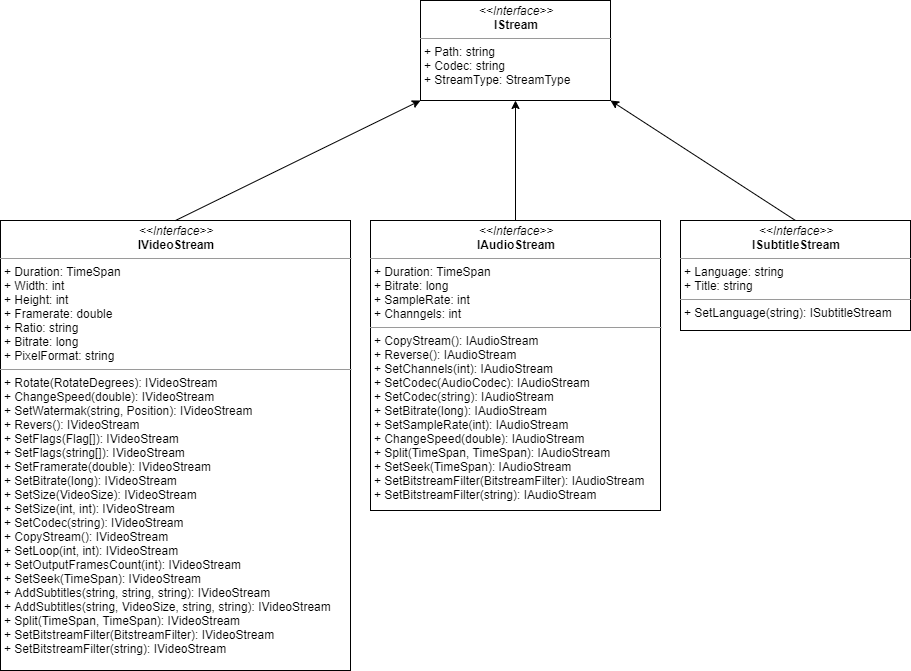 <<Interface>>
IStream
+ Path: string
+ Codec: string
+ StreamType: StreamType
<<Interface>>
IVideoStream
+ Duration: TimeSpan
+ Width: int
+ Height: int
+ Framerate: double
+ Ratio: string
+ Bitrate: long
+ PixelFormat: string
+ Rotate(RotateDegrees): IVideoStream
+ ChangeSpeed(double): IVideoStream
+ SetWatermak(string, Position): IVideoStream
+ Revers(): IVideoStream
+ SetFlags(Flag[]): IVideoStream
+ SetFlags(string[]): IVideoStream
+ SetFramerate(double): IVideoStream
+ SetBitrate(long): IVideoStream
+ SetSize(VideoSize): IVideoStream
+ SetSize(int, int): IVideoStream
+ SetCodec(string): IVideoStream
+ CopyStream(): IVideoStream
+ SetLoop(int, int): IVideoStream
+ SetOutputFramesCount(int): IVideoStream
+ SetSeek(TimeSpan): IVideoStream
+ AddSubtitles(string, string, string): IVideoStream
+ AddSubtitles(string, VideoSize, string, string): IVideoStream
+ Split(TimeSpan, TimeSpan): IVideoStream
+ SetBitstreamFilter(BitstreamFilter): IVideoStream
+ SetBitstreamFilter(string): IVideoStream
<<Interface>>
IAudioStream
+ Duration: TimeSpan
+ Bitrate: long
+ SampleRate: int
+ Channgels: int
+ CopyStream(): IAudioStream
+ Reverse(): IAudioStream
+ SetChannels(int): IAudioStream
+ SetCodec(AudioCodec): IAudioStream
+ SetCodec(string): IAudioStream
+ SetBitrate(long): IAudioStream
+ SetSampleRate(int): IAudioStream
+ ChangeSpeed(double): IAudioStream
+ Split(TimeSpan, TimeSpan): IAudioStream
+ SetSeek(TimeSpan): IAudioStream
+ SetBitstreamFilter(BitstreamFilter): IAudioStream
+ SetBitstreamFilter(string): IAudioStream
<<Interface>>
ISubtitleStream
+ Language: string
+ Title: string
+ SetLanguage(string): ISubtitleStream